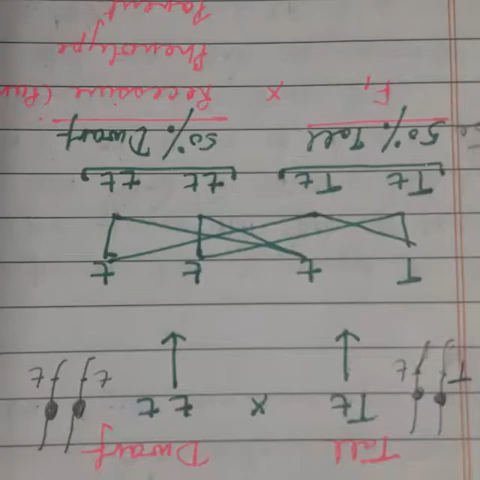 Tall Dwarf
T t Tt x tt t t
T t t t
Tt Tt tt tt
50% Tall 50% Dwarf
F₁ x Recessive
Phenotype
Parent